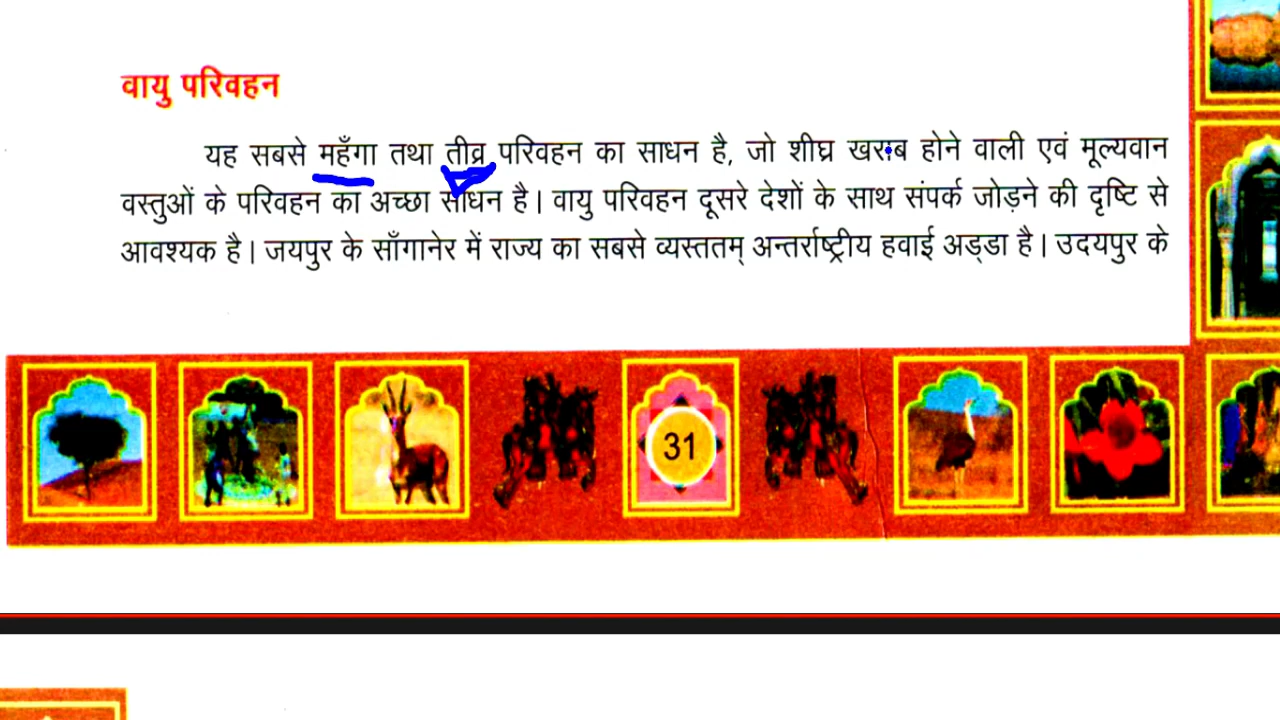 वायु परिवहन
यह सबसे महँगा तथा तीव्र परिवहन का साधन है, जो शीघ्र खराब होने वाली एवं मूल्यवान
वस्तुओं के परिवहन का अच्छा साधन है। वायु परिवहन दूसरे देशों के साथ संपर्क जोड़ने की दृष्टि से
आवश्यक है। जयपुर के साँगानेर में राज्य का सबसे व्यस्ततम् अन्तर्राष्ट्रीय हवाई अड्डा है। उदयपुर के
31